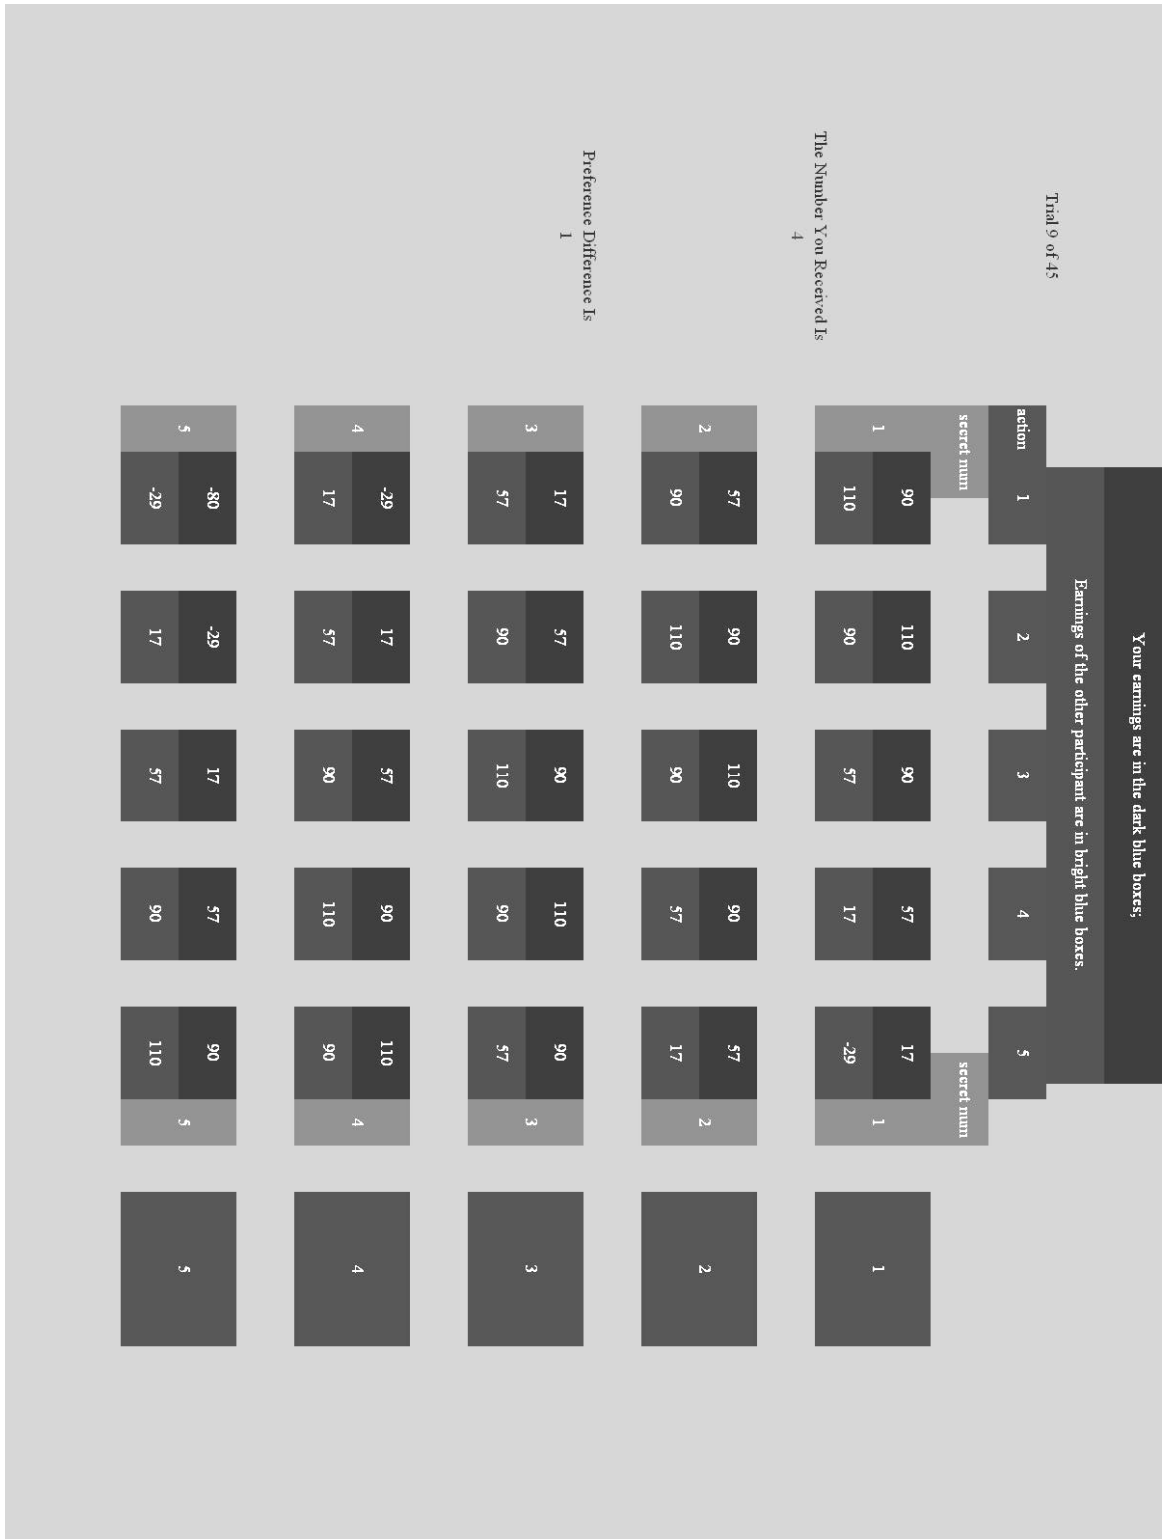 Your earnings are in the dark blue boxes;
Earnings of the other participant are in bright blue boxes.
Trial 9 of 45
action 1 2 3 4 5
secret num secret num
90 110 90 57 17
1 1 1
110 90 57 17 -29
The Number You Received Is
4
57 90 110 90 57
2 2 2
90 110 90 57 17
Preference Difference Is
1
17 57 90 110 90
3 3 3
57 90 110 90 57
-29 17 57 90 110
4 4 4
17 57 90 110 90
-80 -29 17 57 90
5 5 5
-29 17 57 90 110